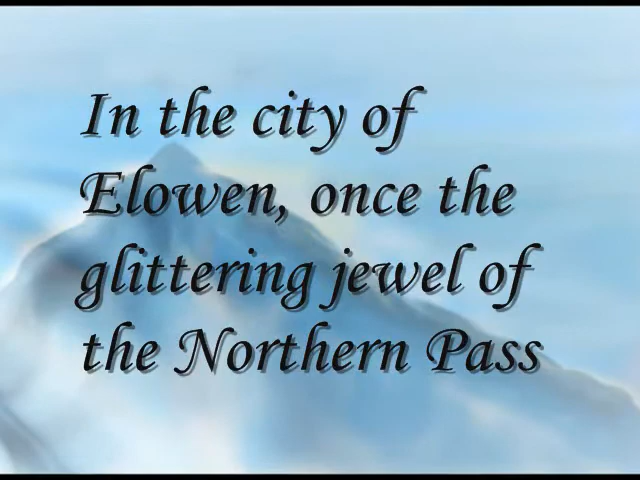 In the city of
Elowen, once the
glittering jewel of
the Northern Pass